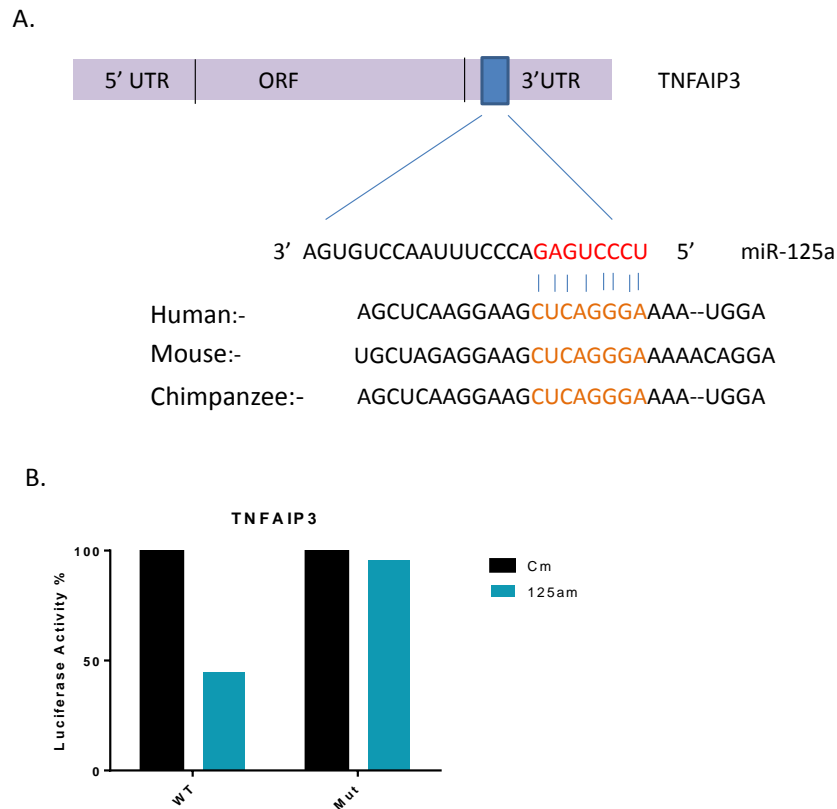 A.
5’ UTR ORF 3’UTR TNFAIP3
3’ AGUGUCCAAUUUCCCAGAGUCCCU 5’ miR-125a
Human:- AGCUCAAGGAAGCUCAGGGAAAA--UGGA
Mouse:- UGCUAGAGGAAGCUCAGGGAAAAACAGGA
Chimpanzee:- AGCUCAAGGAAGCUCAGGGAAAA--UGGA
B.
TNFAIP3
Luciferase Activity %
100
50
0
WT
Mut
Cm
125am